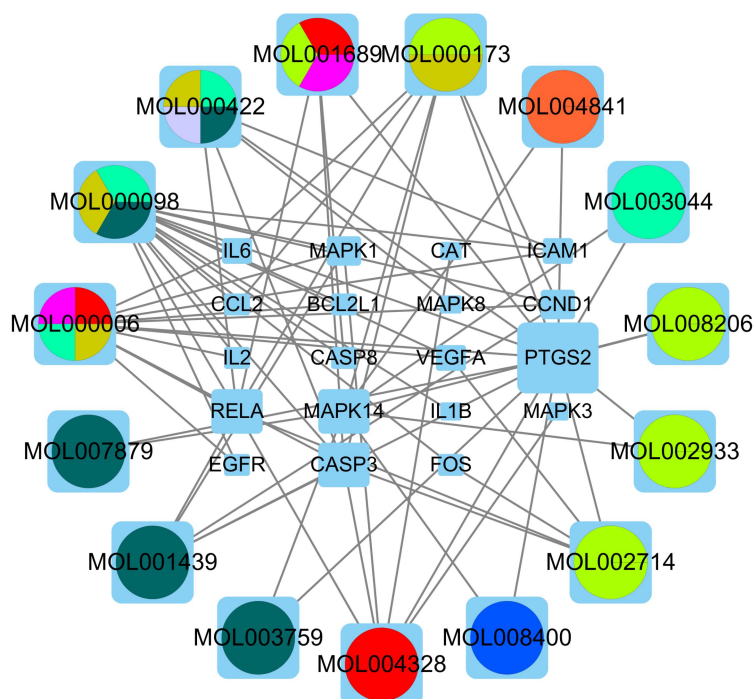 MOL001689
MOL000173
MOL000422
MOL004841
MOL000098
MOL003044
IL6
MAPK1
CAT
ICAM1
CCL2
BCL2L1
MAPK8
CCND1
MOL000006
MOL008206
IL2
CASP8
VEGFA
PTGS2
RELA
MAPK14
IL1B
MAPK3
MOL007879
MOL002933
EGFR
CASP3
FOS
MOL001439
MOL002714
MOL003759
MOL008400
MOL004328